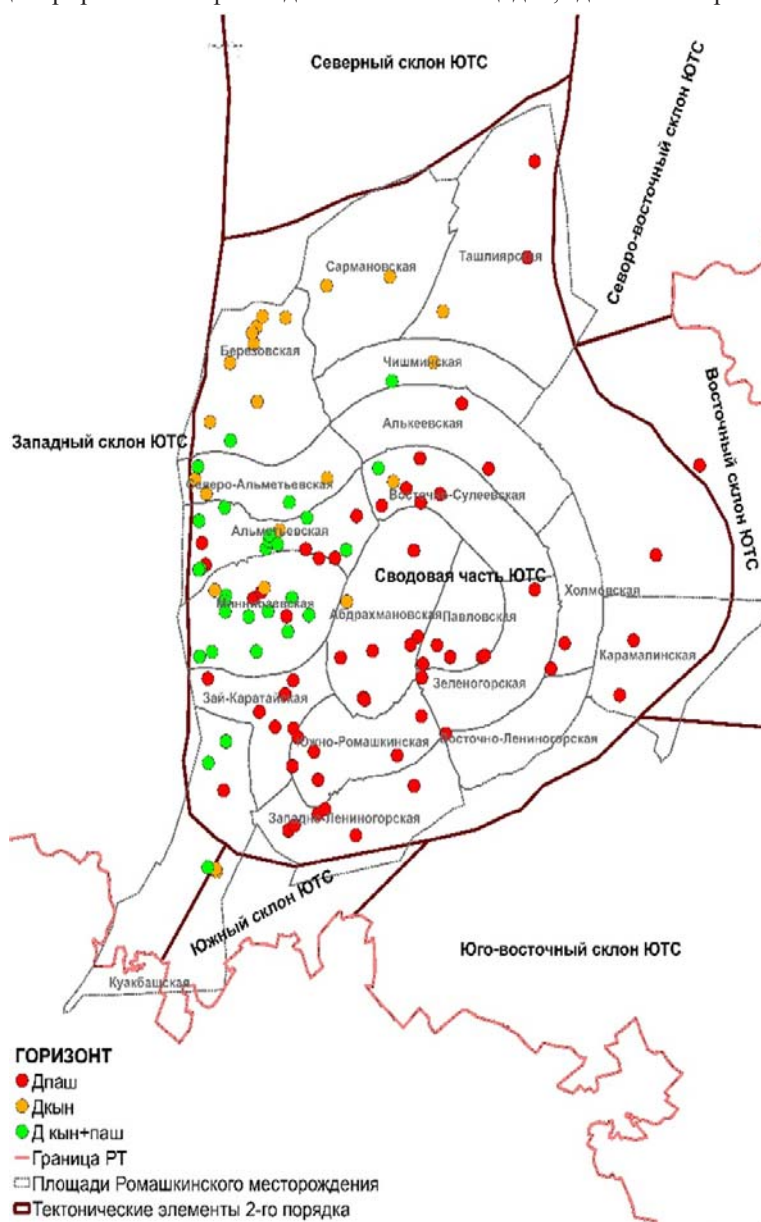 Северный склон ЮТС
Северо-восточный склон ЮТС
Ташлиярская
Сармановская
Березовская
Чишминская
Восточный склон ЮТС
Алькеевская
Западный склон ЮТС
Северо-Альметьевская
Восточно-Сулеевская
Альметьевская
Сводовая часть ЮТС
Холмовская
Миннибаевская
Абдрахмановская
Павловская
Карамалинская
Зеленогорская
Зай-Каратайская
Южно-Ромашкинская
Восточно-Лениногорская
Западно-Лениногорская
Южный склон ЮТС
Юго-восточный склон ЮТС
Куакбашская
ГОРИЗОНТ
Дпаш
Дкын
Д кын+паш
Граница РТ
Площади Ромашкинского месторождения
Тектонические элементы 2-го порядка